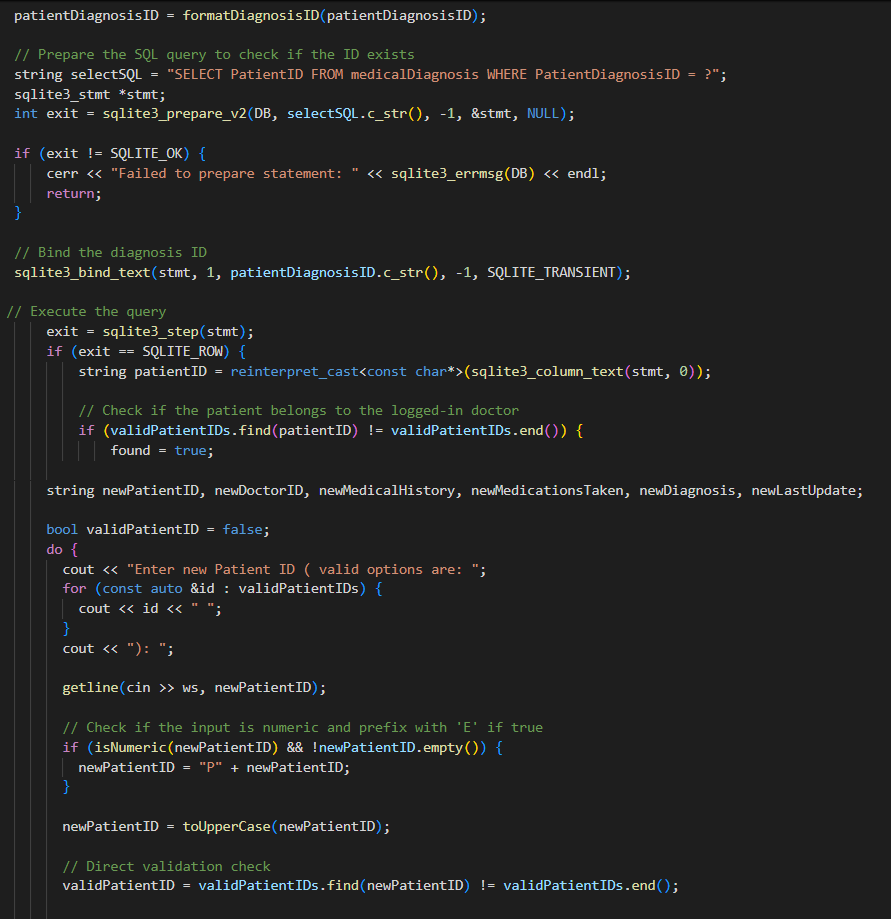 patientDiagnosisID = formatDiagnosisID(patientDiagnosisID);
// Prepare the SQL query to check if the ID exists
string selectSQL = "SELECT PatientID FROM medicalDiagnosis WHERE PatientDiagnosisID = ?";
sqlite3_stmt *stmt;
int exit = sqlite3_prepare_v2(DB, selectSQL.c_str(), -1, &stmt, NULL);
if (exit != SQLITE_OK) {
cerr << "Failed to prepare statement: " << sqlite3_errmsg(DB) << endl;
return;
}
// Bind the diagnosis ID
sqlite3_bind_text(stmt, 1, patientDiagnosisID.c_str(), -1, SQLITE_TRANSIENT);
// Execute the query
exit = sqlite3_step(stmt);
if (exit == SQLITE_ROW) {
string patientID = reinterpret_cast<const char*>(sqlite3_column_text(stmt, 0));
// Check if the patient belongs to the logged-in doctor
if (validPatientIDs.find(patientID) != validPatientIDs.end()) {
found = true;
string newPatientID, newDoctorID, newMedicalHistory, newMedicationsTaken, newDiagnosis, newLastUpdate;
bool validPatientID = false;
do {
cout << "Enter new Patient ID ( valid options are: ";
for (const auto &id : validPatientIDs) {
cout << id << " ";
}
cout << "): ";
getline(cin >> ws, newPatientID);
// Check if the input is numeric and prefix with 'E' if true
if (isNumeric(newPatientID) && !newPatientID.empty()) {
newPatientID = "P" + newPatientID;
}
newPatientID = toUpperCase(newPatientID);
// Direct validation check
validPatientID = validPatientIDs.find(newPatientID) != validPatientIDs.end();